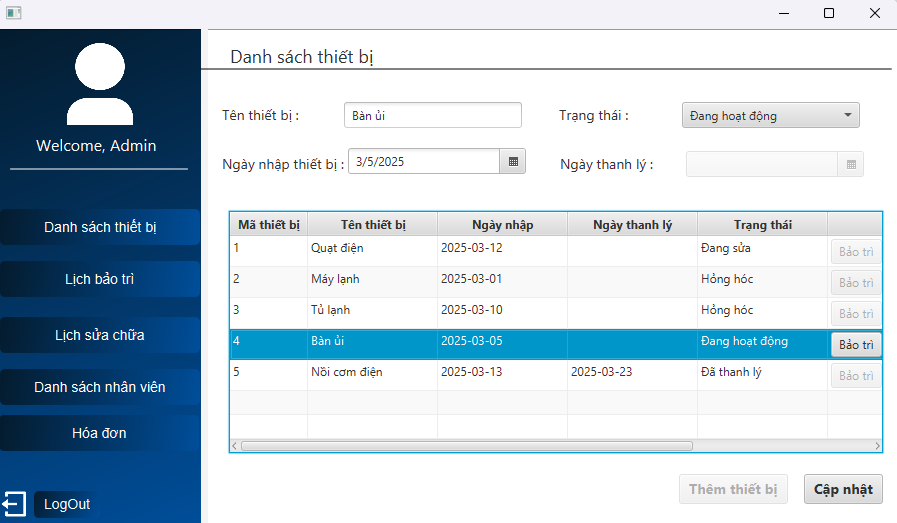 Welcome, Admin
Danh sách thiết bị
Lịch bảo trì
Lịch sửa chữa
Danh sách nhân viên
Hóa đơn
LogOut
Danh sách thiết bị
Tên thiết bị : Bàn ủi Trạng thái : Đang hoạt động
Ngày nhập thiết bị : 3/5/2025 Ngày thanh lý :
Mã thiết bị Tên thiết bị Ngày nhập Ngày thanh lý Trạng thái
1 Quạt điện 2025-03-12 Đang sửa Bảo trì
2 Máy lạnh 2025-03-01 Hỏng hóc Bảo trì
3 Tủ lạnh 2025-03-10 Hỏng hóc Bảo trì
4 Bàn ủi 2025-03-05 Đang hoạt động Bảo trì
5 Nồi cơm điện 2025-03-13 2025-03-23 Đã thanh lý Bảo trì
Thêm thiết bị Cập nhật